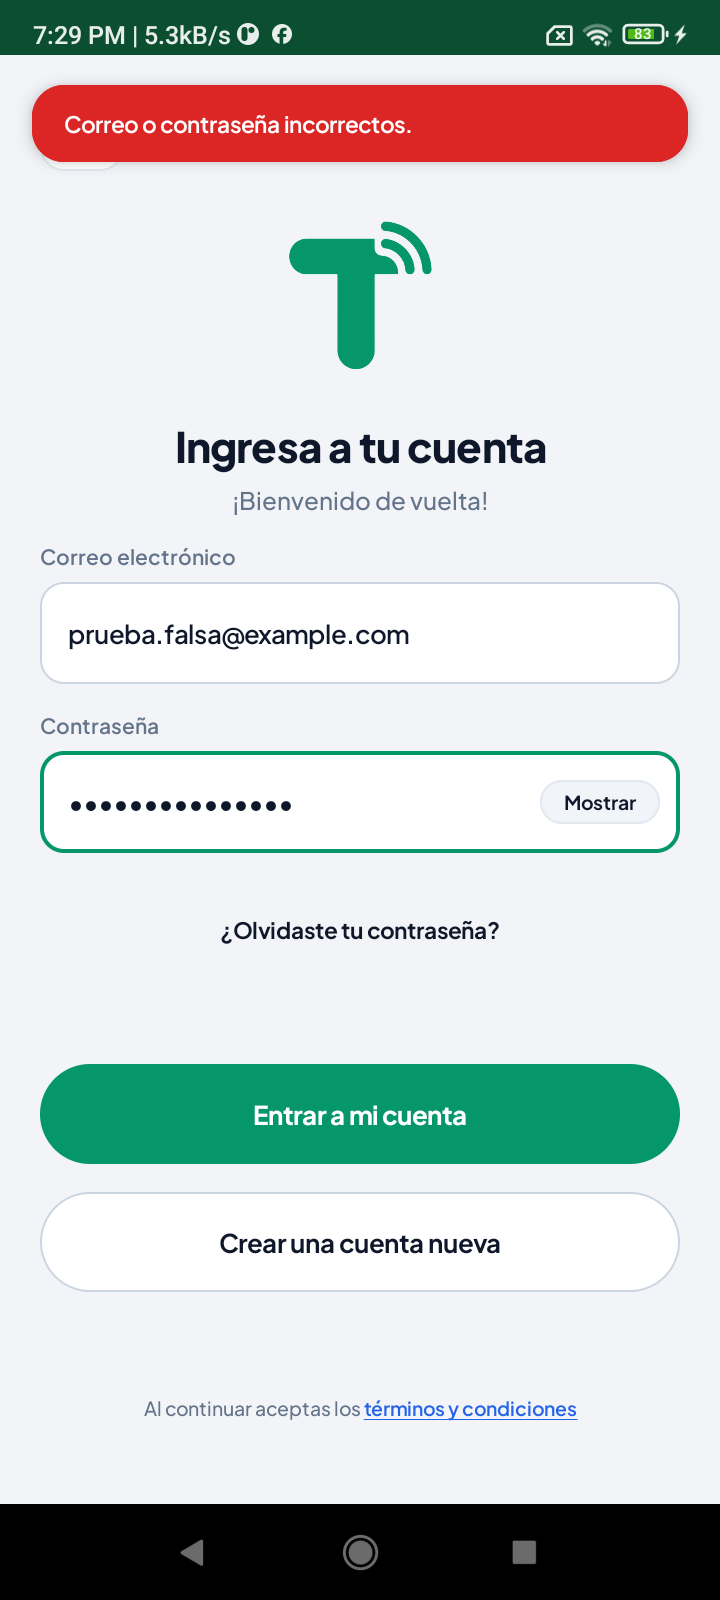 7:29 PM | 5.3kB/s
83
Correo o contraseña incorrectos.
Ingresa a tu cuenta
¡Bienvenido de vuelta!
Correo electrónico
prueba.falsa@example.com
Contraseña
Mostrar
¿Olvidaste tu contraseña?
Entrar a mi cuenta
Crear una cuenta nueva
Al continuar aceptas los términos y condiciones